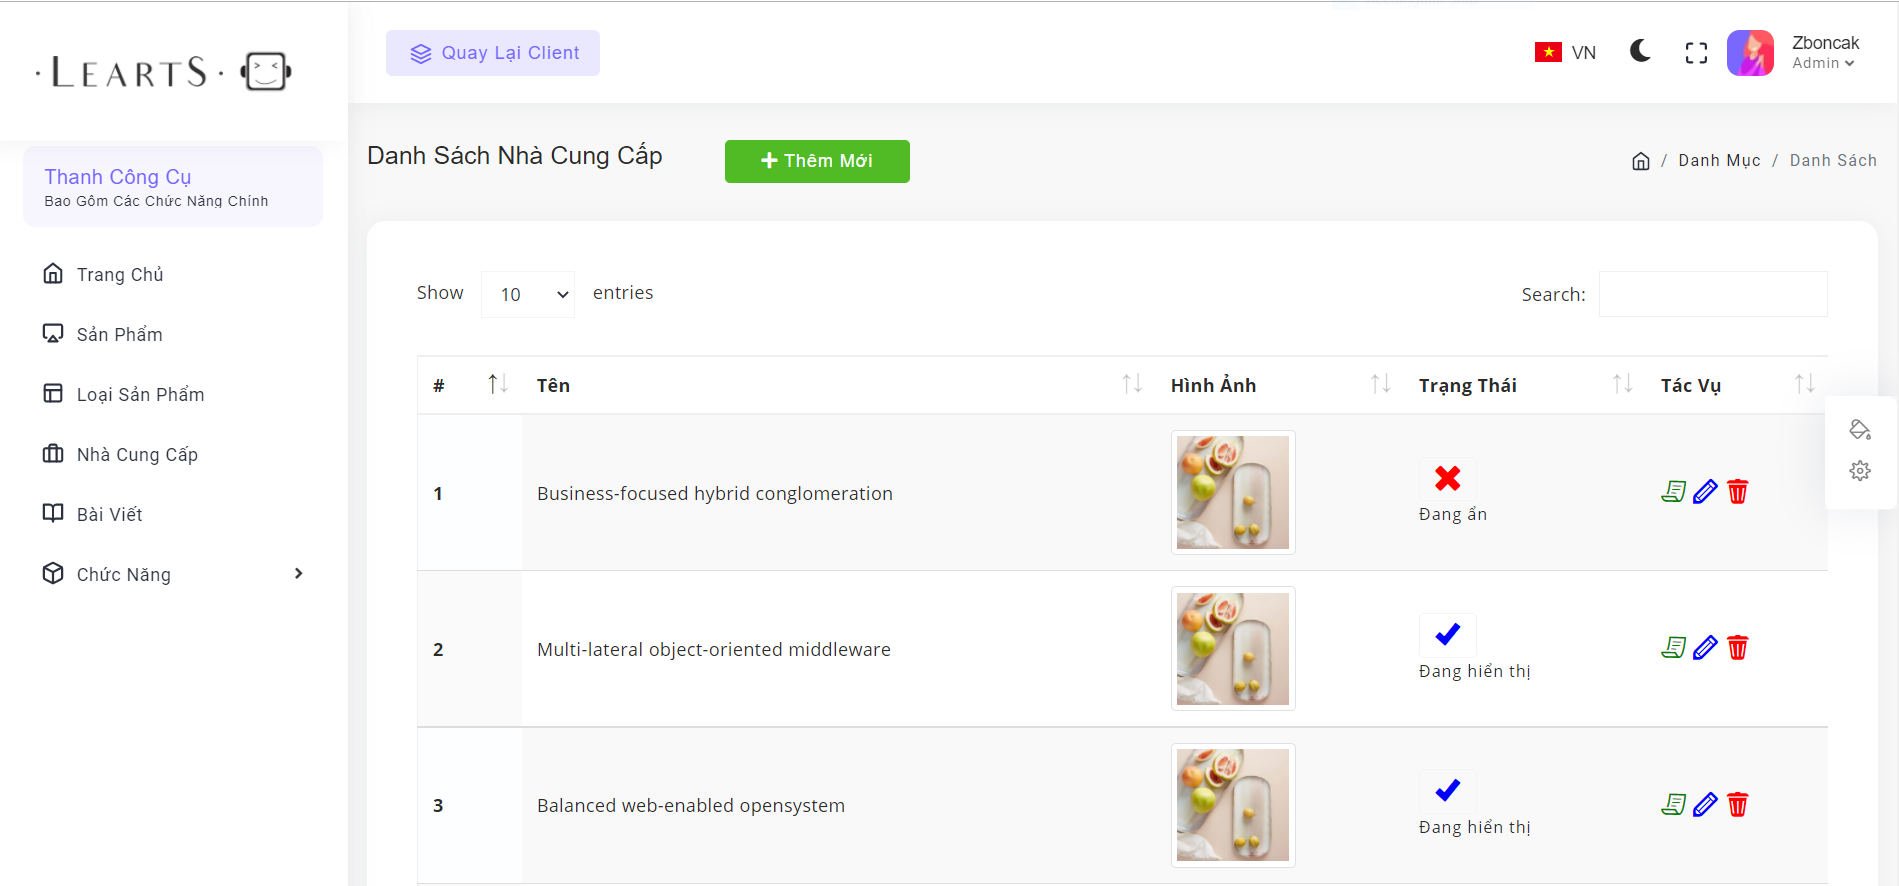 · LEARTS ·
Quay Lại Client
VN
Zboncak
Admin
Thanh Công Cụ
Bao Gồm Các Chức Năng Chính
Trang Chủ
Sản Phẩm
Loại Sản Phẩm
Nhà Cung Cấp
Bài Viết
Chức Năng
Danh Sách Nhà Cung Cấp
Thêm Mới
/ Danh Mục / Danh Sách
Show 10 entries
Search:
# Tên Hình Ảnh Trạng Thái Tác Vụ
1 Business-focused hybrid conglomeration
Đang ẩn
2 Multi-lateral object-oriented middleware
Đang hiển thị
3 Balanced web-enabled opensystem
Đang hiển thị